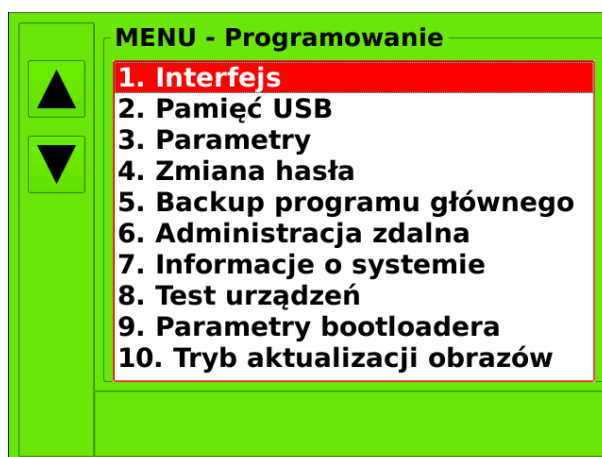 MENU - Programowanie
1. Interfejs
2. Pamięć USB
3. Parametry
4. Zmiana hasła
5. Backup programu głównego
6. Administracja zdalna
7. Informacje o systemie
8. Test urządzeń
9. Parametry bootloadera
10. Tryb aktualizacji obrazów